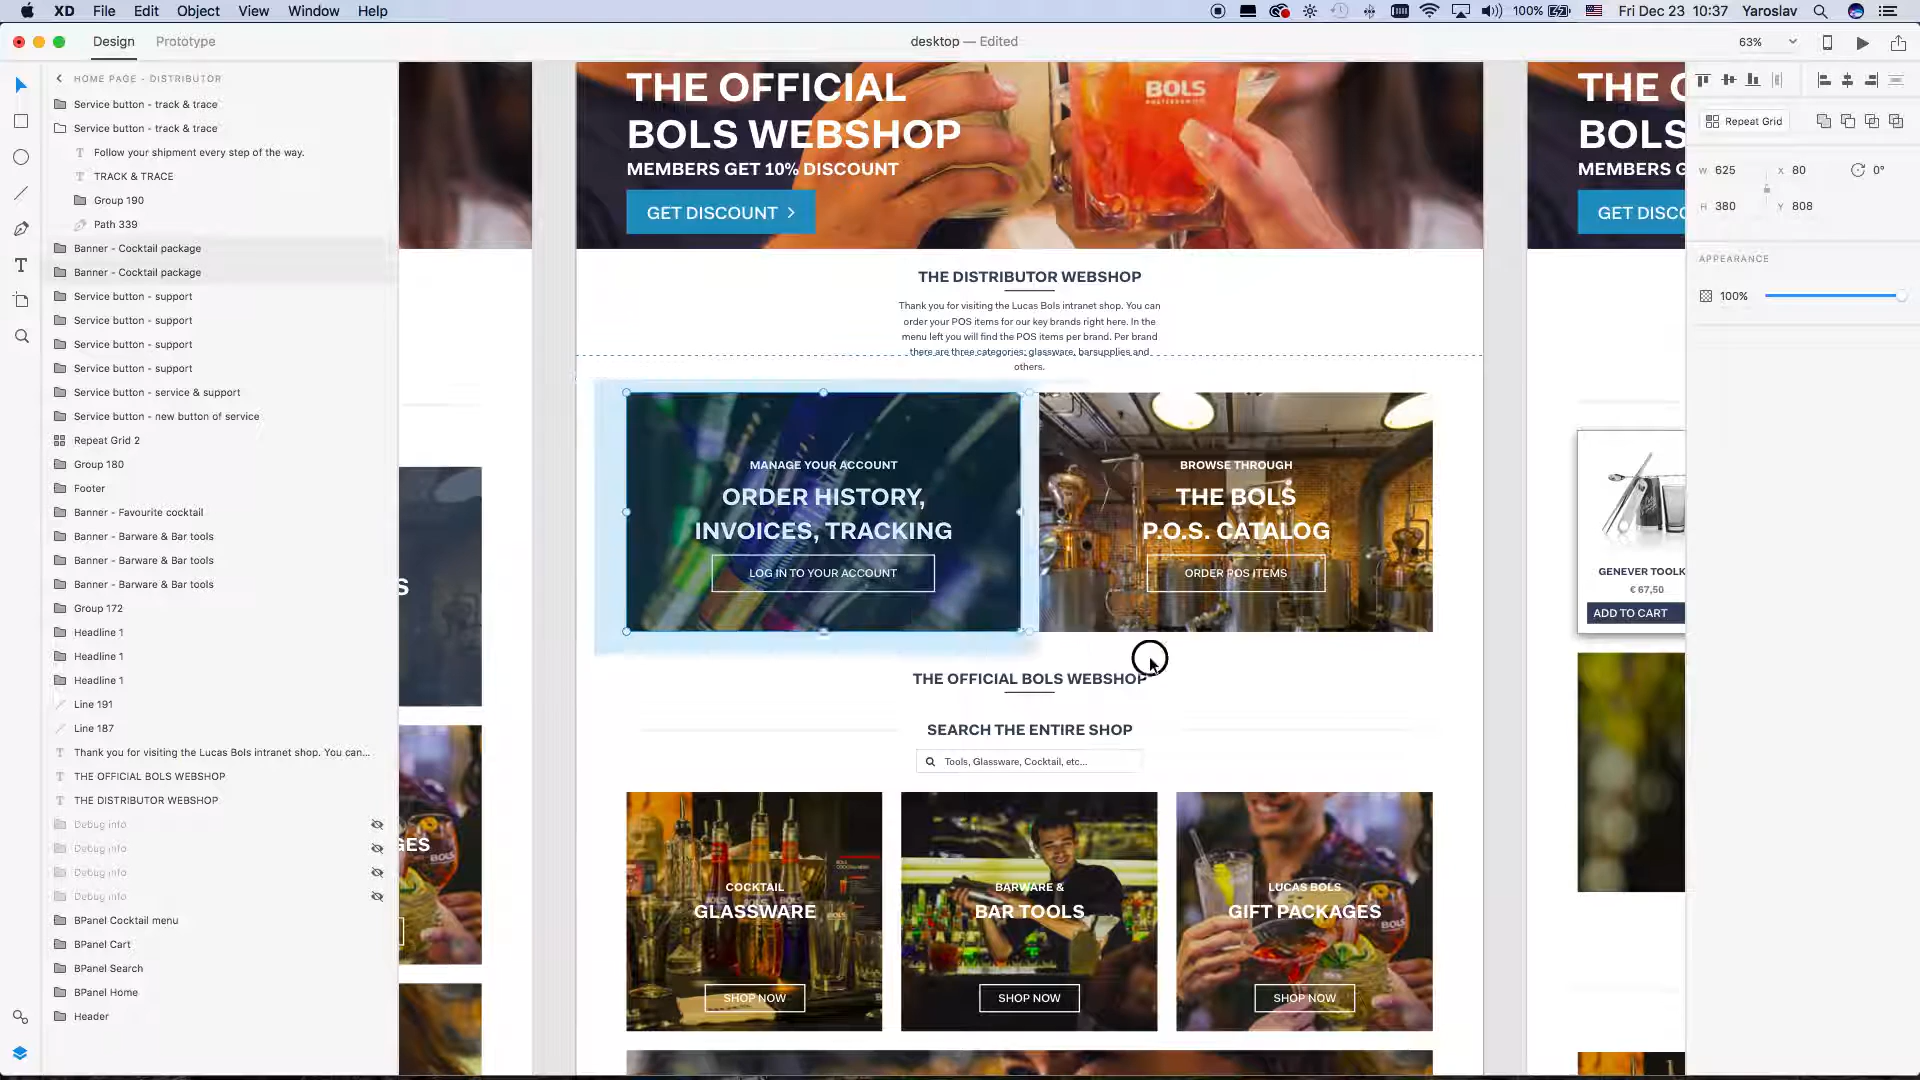 XD File Edit Object View Window Help
100% Fri Dec 23 10:37 Yaroslav
Design Prototype
desktop — Edited
63%
HOME PAGE - DISTRIBUTOR
Service button - track & trace
Service button - track & trace
Follow your shipment every step of the way.
TRACK & TRACE
Group 190
Path 339
Banner - Cocktail package
Banner - Cocktail package
Service button - support
Service button - support
Service button - support
Service button - support
Service button - service & support
Service button - new button of service
Repeat Grid 2
Group 180
Footer
Banner - Favourite cocktail
Banner - Barware & Bar tools
Banner - Barware & Bar tools
Banner - Barware & Bar tools
Group 172
Headline 1
Headline 1
Headline 1
Line 191
Line 187
Thank you for visiting the Lucas Bols intranet shop. You can...
THE OFFICIAL BOLS WEBSHOP
THE DISTRIBUTOR WEBSHOP
Debug info
Debug info
Debug info
Debug info
BPanel Cocktail menu
BPanel Cart
BPanel Search
BPanel Home
Header
S
GES
THE OFFICIAL
BOLS WEBSHOP
MEMBERS GET 10% DISCOUNT
GET DISCOUNT
BOLS
THE DISTRIBUTOR WEBSHOP
Thank you for visiting the Lucas Bols intranet shop. You can
order your POS items for our key brands right here. In the
menu left you will find the POS items per brand. Per brand
there are three categories: glassware, barsupplies and
others.
MANAGE YOUR ACCOUNT
ORDER HISTORY,
INVOICES, TRACKING
LOG IN TO YOUR ACCOUNT
BROWSE THROUGH
THE BOLS
P.O.S. CATALOG
ORDER POS ITEMS
THE OFFICIAL BOLS WEBSHOP
SEARCH THE ENTIRE SHOP
Tools, Glassware, Cocktail, etc...
COCKTAIL
GLASSWARE
SHOP NOW
BARWARE &
BAR TOOLS
SHOP NOW
LUCAS BOLS
GIFT PACKAGES
SHOP NOW
THE O
BOLS
MEMBERS G
GET DISCO
GENEVER TOOLK
€ 67,50
ADD TO CART
Repeat Grid
W 625 X 80 0°
H 380 Y 808
APPEARANCE
100%